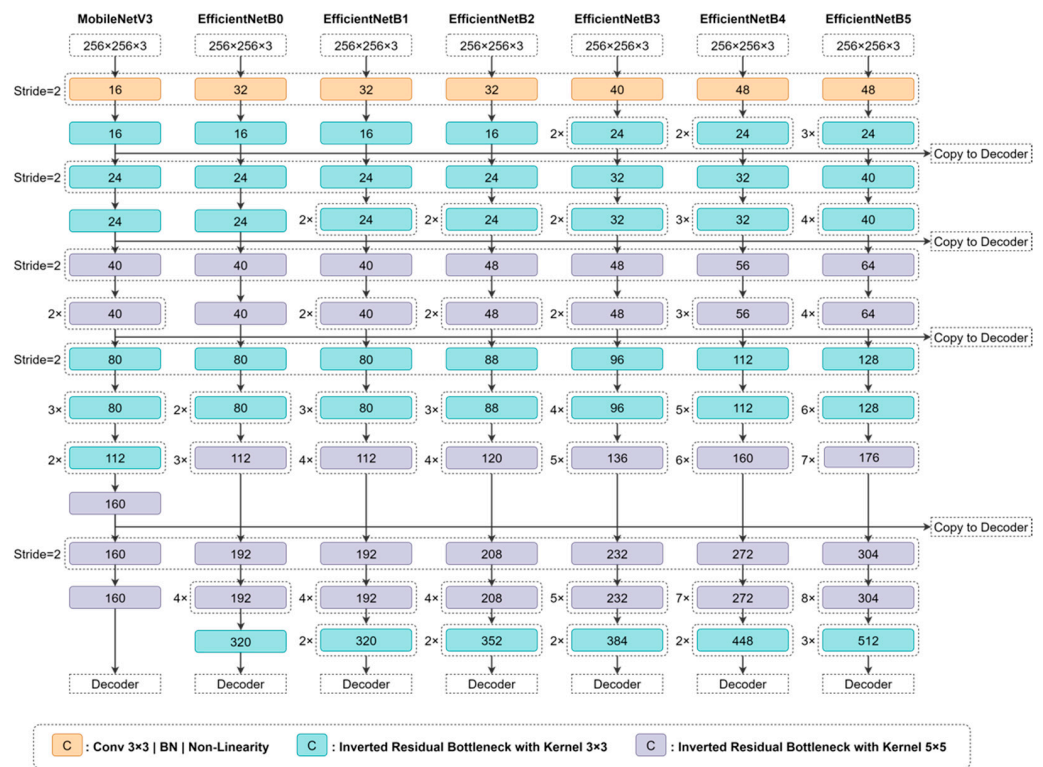 MobileNetV3 EfficientNetB0 EfficientNetB1 EfficientNetB2 EfficientNetB3 EfficientNetB4 EfficientNetB5
256×256×3 256×256×3 256×256×3 256×256×3 256×256×3 256×256×3 256×256×3
Stride=2 16 32 32 32 40 48 48
16 16 16 16 2× 24 2× 24 3× 24
Copy to Decoder
Stride=2 24 24 24 24 32 32 40
24 24 2× 24 2× 24 2× 32 3× 32 4× 40
Copy to Decoder
Stride=2 40 40 40 48 48 56 64
2× 40 40 2× 40 2× 48 2× 48 3× 56 4× 64
Copy to Decoder
Stride=2 80 80 80 88 96 112 128
3× 80 2× 80 3× 80 3× 88 4× 96 5× 112 6× 128
2× 112 3× 112 4× 112 4× 120 5× 136 6× 160 7× 176
160
Copy to Decoder
Stride=2 160 192 192 208 232 272 304
160 4× 192 4× 192 4× 208 5× 232 7× 272 8× 304
320 2× 320 2× 352 2× 384 2× 448 3× 512
Decoder Decoder Decoder Decoder Decoder Decoder Decoder
C : Conv 3×3 | BN | Non-Linearity C : Inverted Residual Bottleneck with Kernel 3×3 C : Inverted Residual Bottleneck with Kernel 5×5